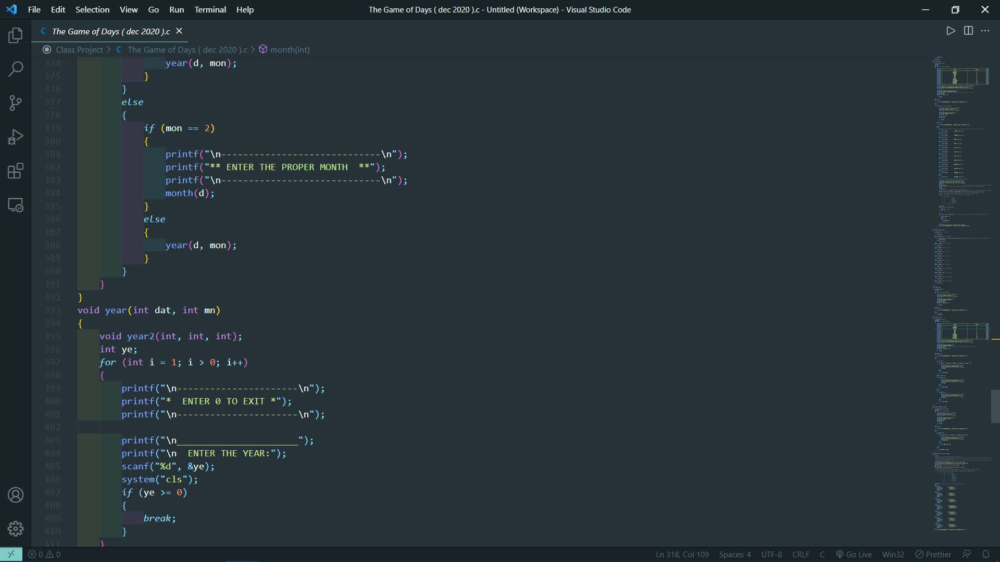 File Edit Selection View Go Run Terminal Help
The Game of Days ( dec 2020 ).c - Untitled (Workspace) - Visual Studio Code
C The Game of Days ( dec 2020 ).c
Class Project > C The Game of Days ( dec 2020 ).c > month(int)
374 year(d, mon);
375 }
376 }
377 else
378 {
379 if (mon == 2)
380 {
381 printf("\n-----------------------------\n");
382 printf("** ENTER THE PROPER MONTH  **");
383 printf("\n-----------------------------\n");
384 month(d);
385 }
386 else
387 {
388 year(d, mon);
389 }
390 }
391 }
392 }
393 void year(int dat, int mn)
394 {
395 void year2(int, int, int);
396 int ye;
397 for (int i = 1; i > 0; i++)
398 {
399 printf("\n----------------------\n");
400 printf("*  ENTER 0 TO EXIT *");
401 printf("\n----------------------\n");
402
403 printf("\n______________________");
404 printf("\n  ENTER THE YEAR:");
405 scanf("%d", &ye);
406 system("cls");
407 if (ye >= 0)
408 {
409 break;
410 }
411 }
0 0 Ln 318, Col 109 Spaces: 4 UTF-8 CRLF C Go Live Win32 Prettier